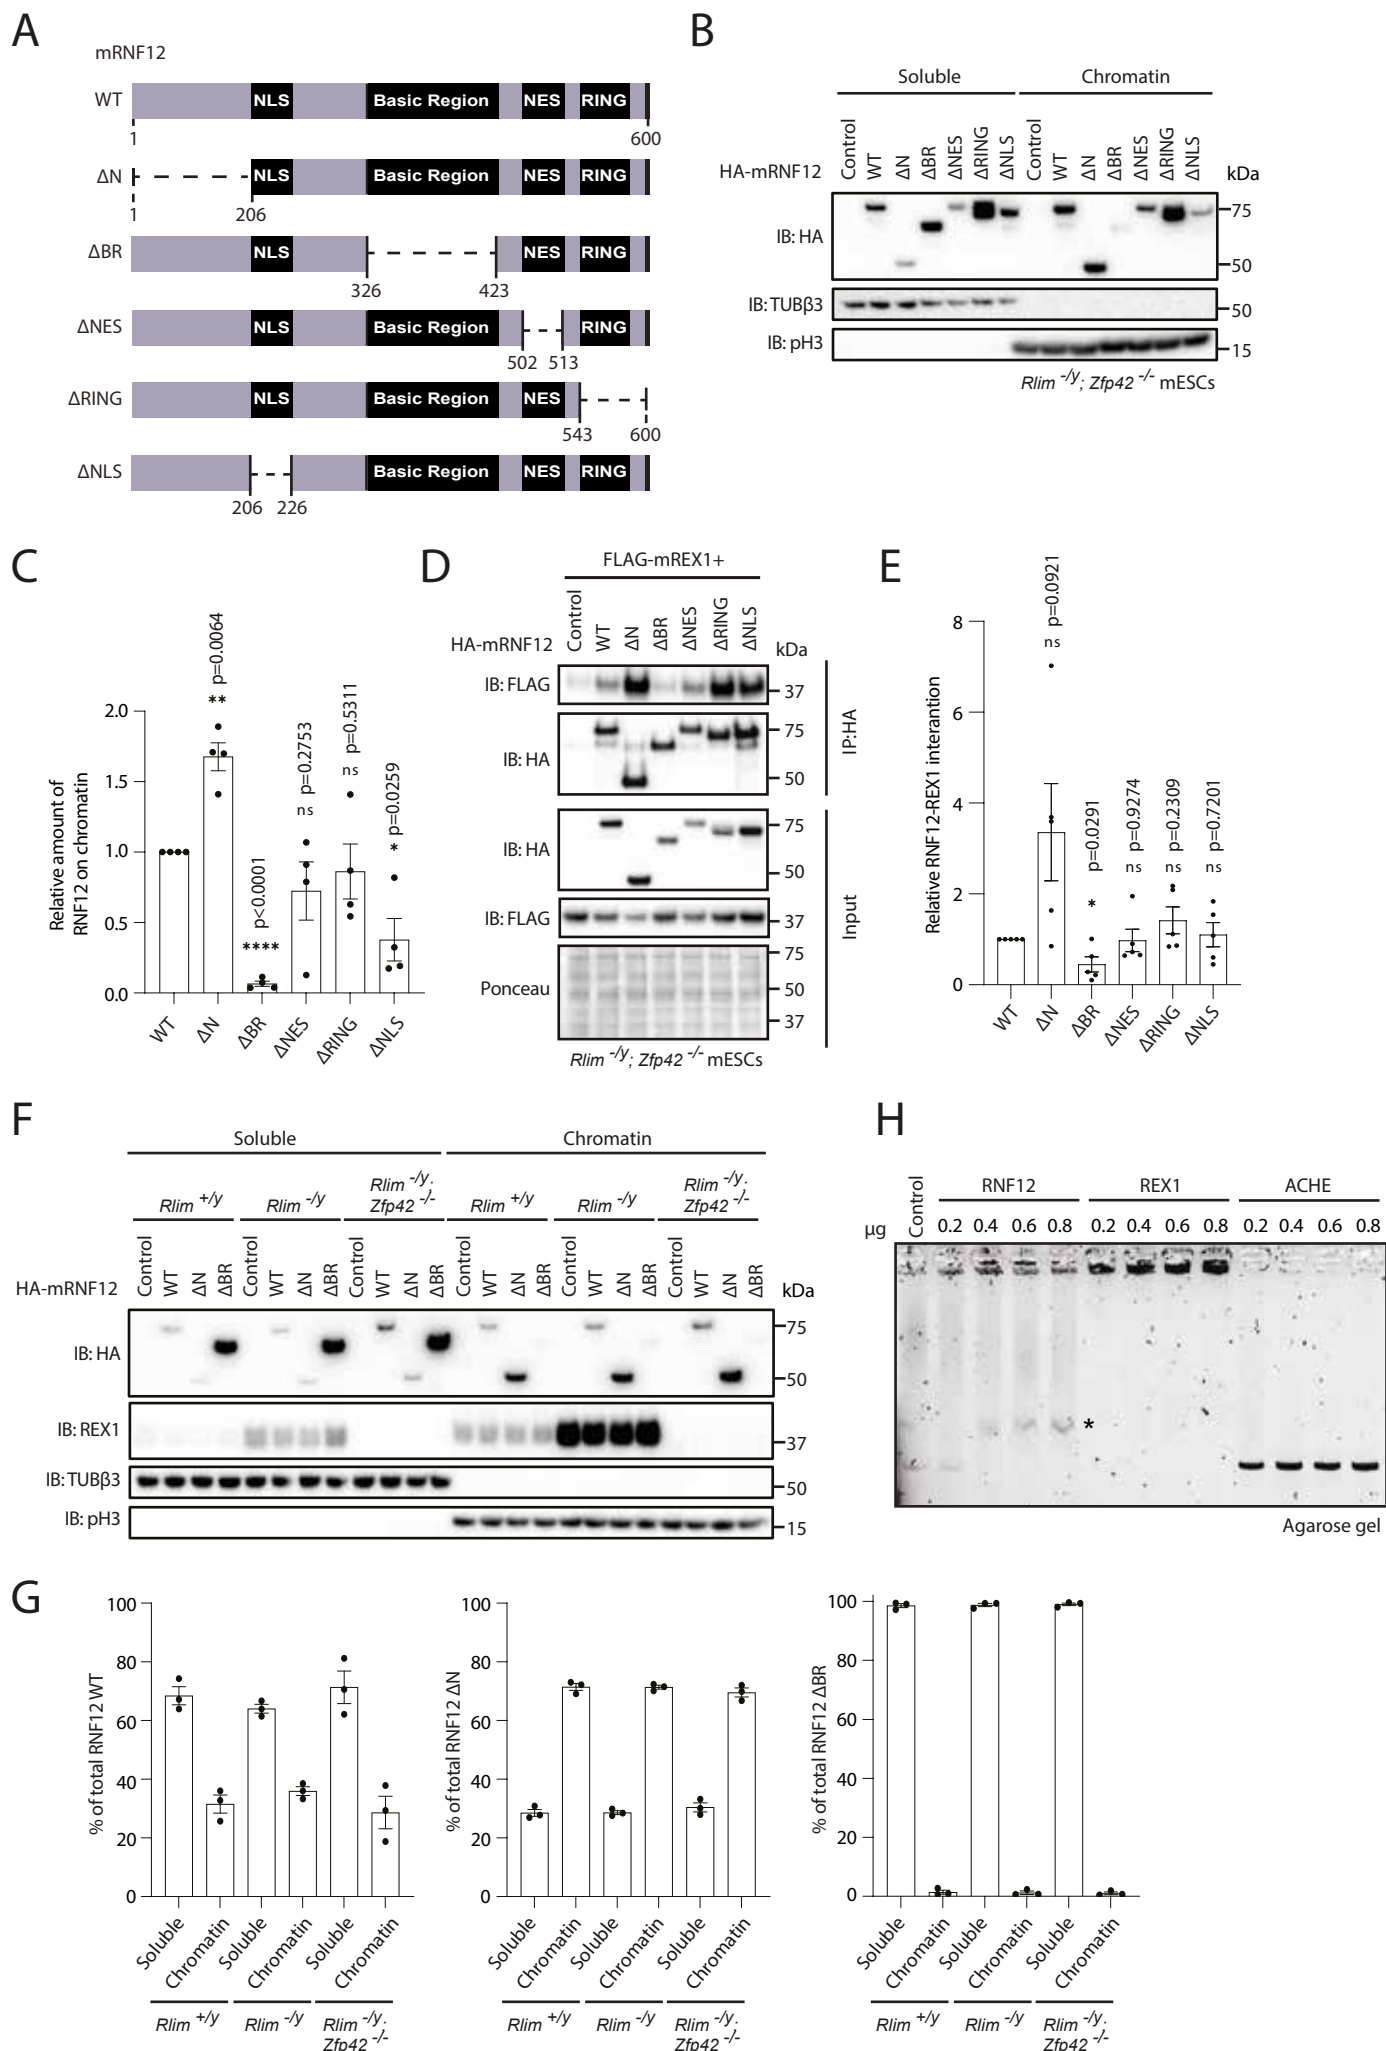 A
mRNF12
WT NLS Basic Region NES RING
1 600
ΔN NLS Basic Region NES RING
1 206
ΔBR NLS NES RING
326 423
ΔNES NLS Basic Region RING
502 513
ΔRING NLS Basic Region NES
543 600
ΔNLS Basic Region NES RING
206 226
B
Soluble Chromatin
HA-mRNF12 Control WT ΔN ΔBR ΔNES ΔRING ΔNLS Control WT ΔN ΔBR ΔNES ΔRING ΔNLS kDa
IB: HA 75
50
IB: TUBβ3 50
IB: pH3 15
Rlim -/y; Zfp42 -/- mESCs
C
Relative amount of
RNF12 on chromatin
2.0
1.5
1.0
0.5
0.0
** p=0.0064
**** p<0.0001
ns p=0.2753
ns p=0.5311
* p=0.0259
WT ΔN ΔBR ΔNES ΔRING ΔNLS
D
FLAG-mREX1+
HA-mRNF12 Control WT ΔN ΔBR ΔNES ΔRING ΔNLS kDa
IB: FLAG 37
IB: HA 75
50
IP:HA
IB: HA 75
50
IB: FLAG 37
Ponceau 75
50
37
Input
Rlim -/y; Zfp42 -/- mESCs
E
Relative RNF12-REX1 interantion
8
6
4
2
0
ns p=0.0921
* p=0.0291
ns p=0.9274
ns p=0.2309
ns p=0.7201
WT ΔN ΔBR ΔNES ΔRING ΔNLS
F
Soluble Chromatin
Rlim +/y Rlim -/y Rlim -/y; Zfp42 -/- Rlim +/y Rlim -/y Rlim -/y; Zfp42 -/-
HA-mRNF12 Control WT ΔN ΔBR Control WT ΔN ΔBR Control WT ΔN ΔBR Control WT ΔN ΔBR Control WT ΔN ΔBR Control WT ΔN ΔBR kDa
IB: HA 75
50
IB: REX1 37
IB: TUBβ3 50
IB: pH3 15
H
Control RNF12 REX1 ACHE
µg 0.2 0.4 0.6 0.8 0.2 0.4 0.6 0.8 0.2 0.4 0.6 0.8
*
Agarose gel
G
% of total RNF12 WT
100
80
60
40
20
0
Soluble Chromatin Soluble Chromatin Soluble Chromatin
Rlim +/y Rlim -/y Rlim -/y;
Zfp42 -/-
% of total RNF12 ΔN
100
80
60
40
20
0
Soluble Chromatin Soluble Chromatin Soluble Chromatin
Rlim +/y Rlim -/y Rlim -/y;
Zfp42 -/-
% of total RNF12 ΔBR
100
80
60
40
20
0
Soluble Chromatin Soluble Chromatin Soluble Chromatin
Rlim +/y Rlim -/y Rlim -/y;
Zfp42 -/-